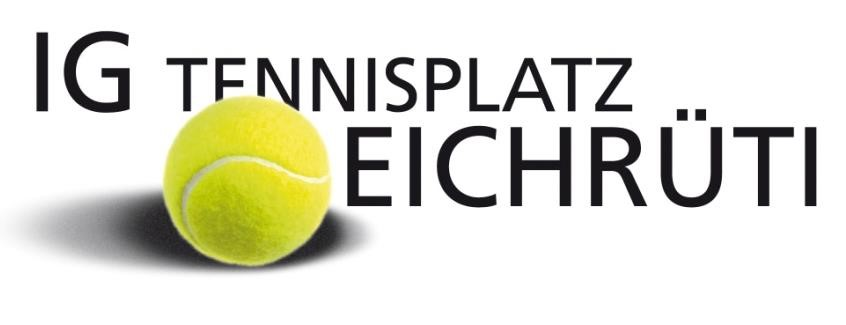 IG TENNISPLATZ
EICHRÜTI